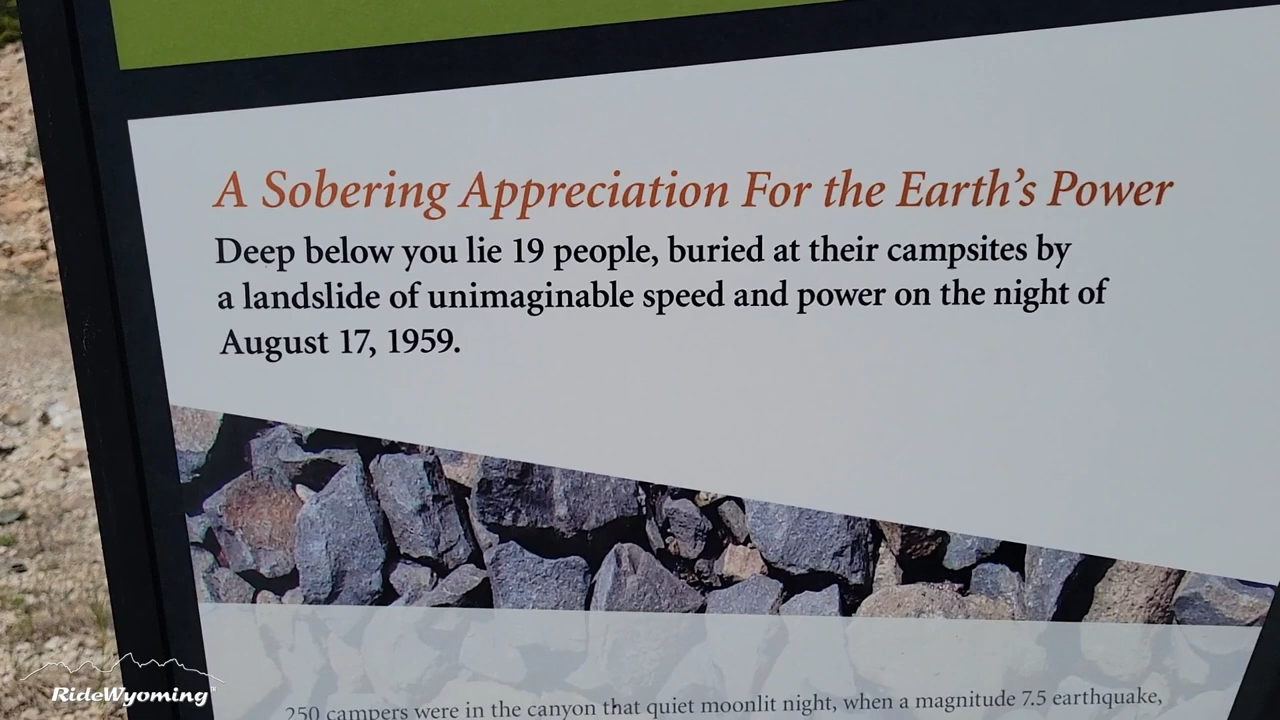 A Sobering Appreciation For the Earth's Power
Deep below you lie 19 people, buried at their campsites by
a landslide of unimaginable speed and power on the night of
August 17, 1959.
250 campers were in the canyon that quiet moonlit night, when a magnitude 7.5 earthquake,
RideWyoming™